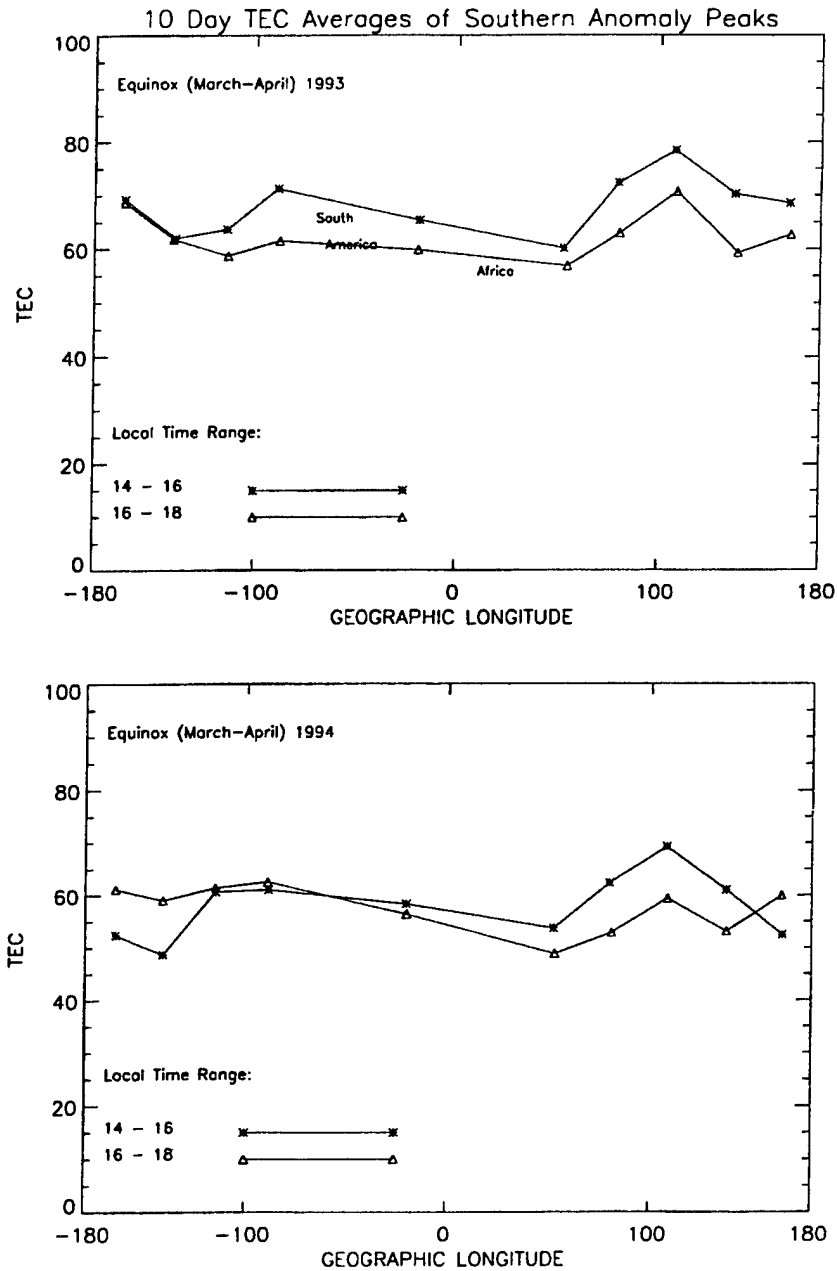 10 Day TEC Averages of Southern Anomaly Peaks
100
Equinox (March-April) 1993
80
South
America
60
Africa
TEC
40
Local Time Range:
20
14 - 16
16 - 18
0
-180 -100 0 100 180
GEOGRAPHIC LONGITUDE
100
Equinox (March-April) 1994
80
60
TEC
40
Local Time Range:
20
14 - 16
16 - 18
0
-180 -100 0 100 180
GEOGRAPHIC LONGITUDE